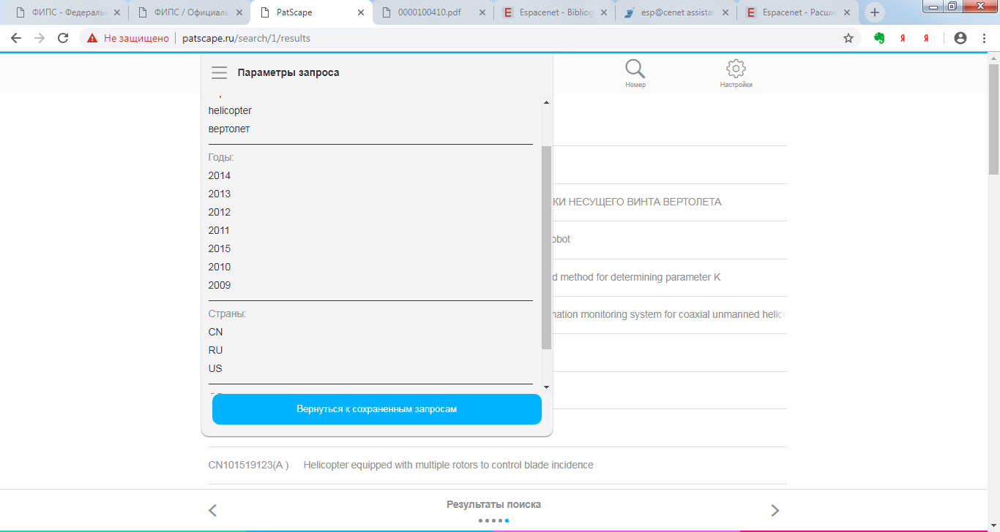 ФИПС - Федераль
ФИПС / Официаль
PatScape
0000100410.pdf
Espacenet - Bibliog
esp@cenet assistan
Espacenet - Расши
Не защищено
patscape.ru/search/1/results
Параметры запроса
Номер
Настройки
helicopter
вертолет
Годы:
2014
2013
2012
2011
2015
2010
2009
Страны:
CN
RU
US
Вернуться к сохраненным запросам
КИ НЕСУЩЕГО ВИНТА ВЕРТОЛЕТА
obot
d method for determining parameter K
mation monitoring system for coaxial unmanned helico
CN101519123(A ) Helicopter equipped with multiple rotors to control blade incidence
Результаты поиска